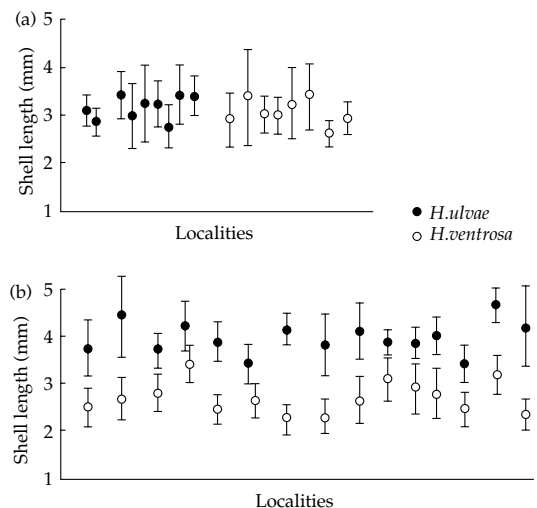 (a)
5
4
3
2
1
Shell length (mm)
Localities
H.ulvae
H.ventrosa
(b)
5
4
3
2
1
Shell length (mm)
Localities